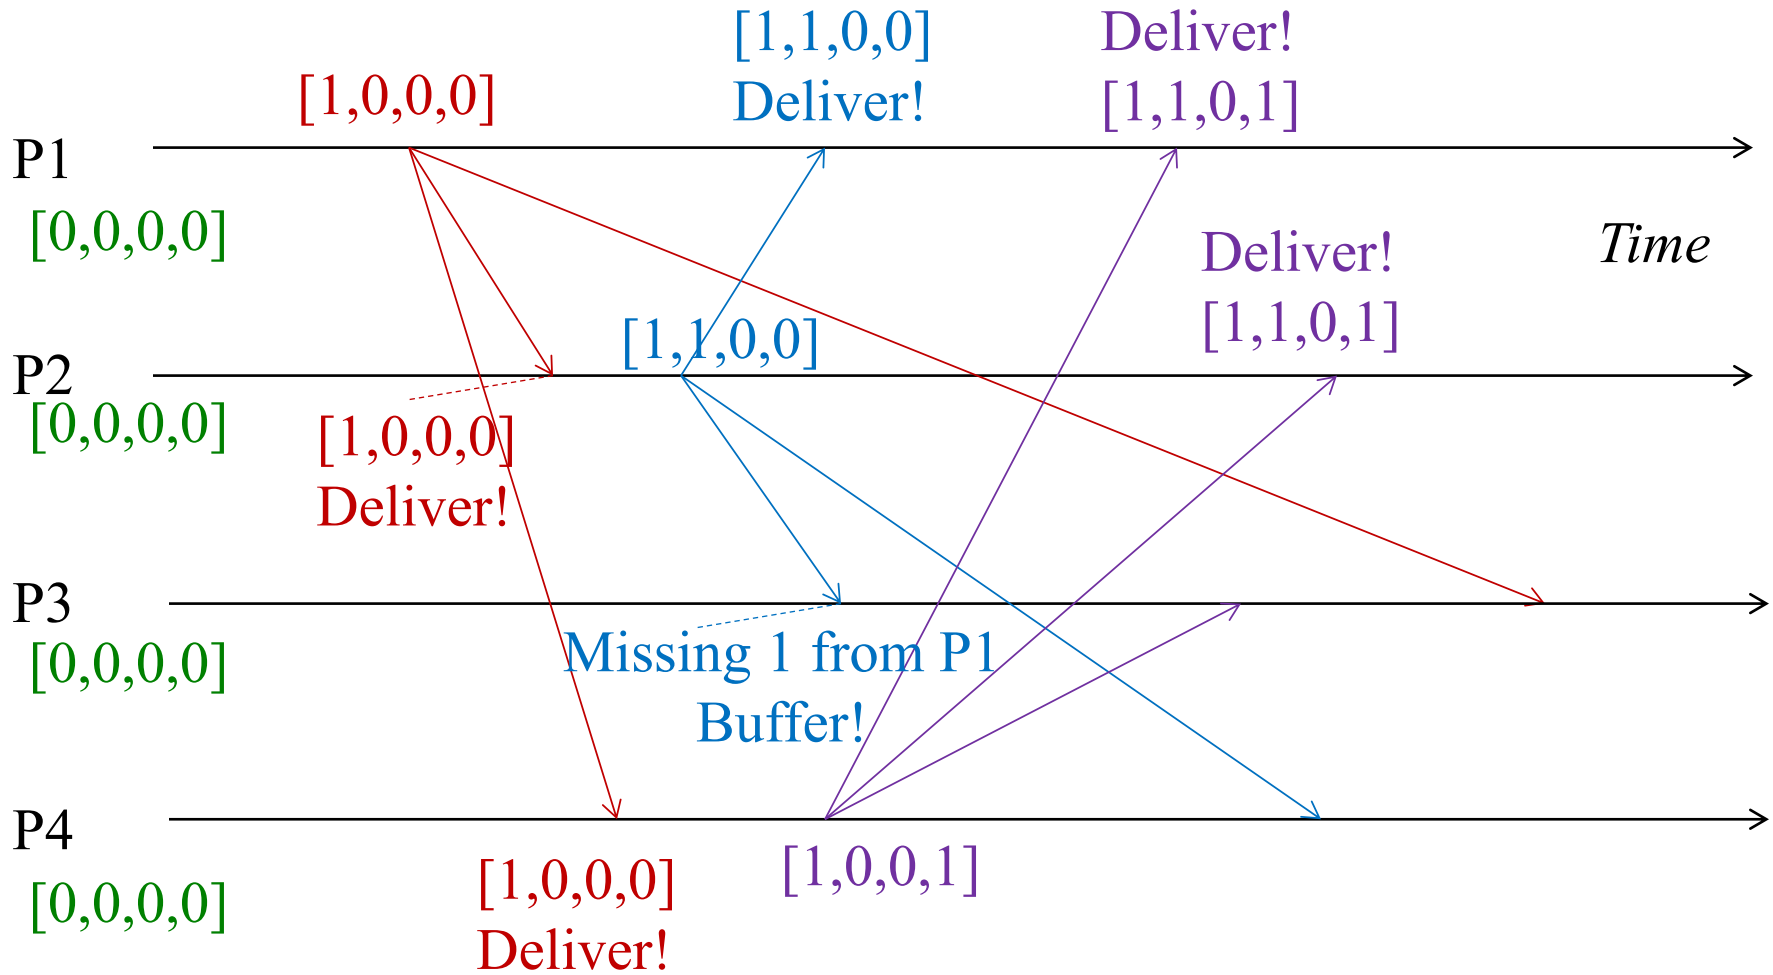 [1,1,0,0]
Deliver!
Deliver!
[1,1,0,1]
[1,0,0,0]
P1
[0,0,0,0]
Time
Deliver!
[1,1,0,1]
[1,1,0,0]
P2
[0,0,0,0]
[1,0,0,0]
Deliver!
P3
[0,0,0,0]
Missing 1 from P1
Buffer!
P4
[0,0,0,0]
[1,0,0,0]
Deliver!
[1,0,0,1]